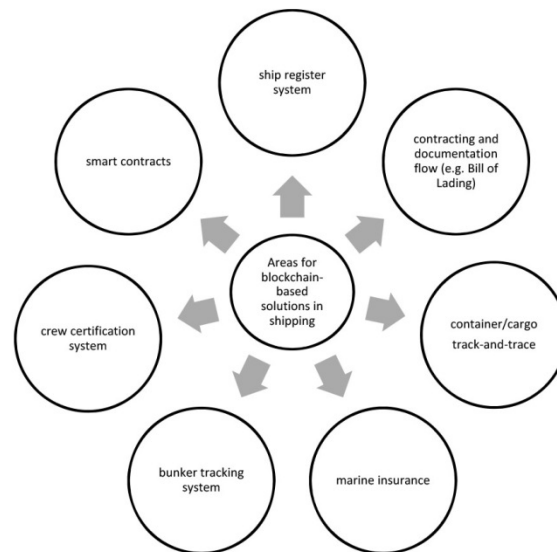 ship register
system
contracting and
documentation
flow (e.g. Bill of
Lading)
container/cargo
track-and-trace
marine insurance
bunker tracking
system
crew certification
system
smart contracts
Areas for
blockchain-
based
solutions in
shipping